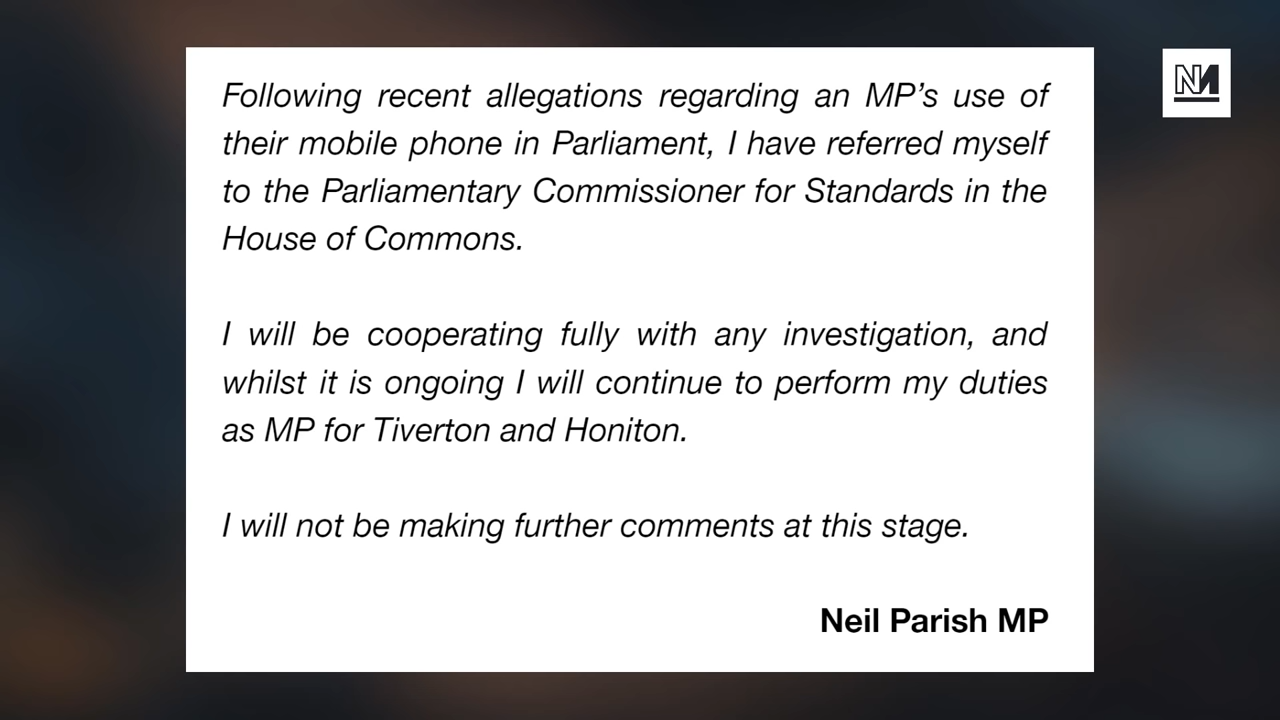 Following recent allegations regarding an MP’s use of
their mobile phone in Parliament, I have referred myself
to the Parliamentary Commissioner for Standards in the
House of Commons.
I will be cooperating fully with any investigation, and
whilst it is ongoing I will continue to perform my duties
as MP for Tiverton and Honiton.
I will not be making further comments at this stage.
Neil Parish MP
NM